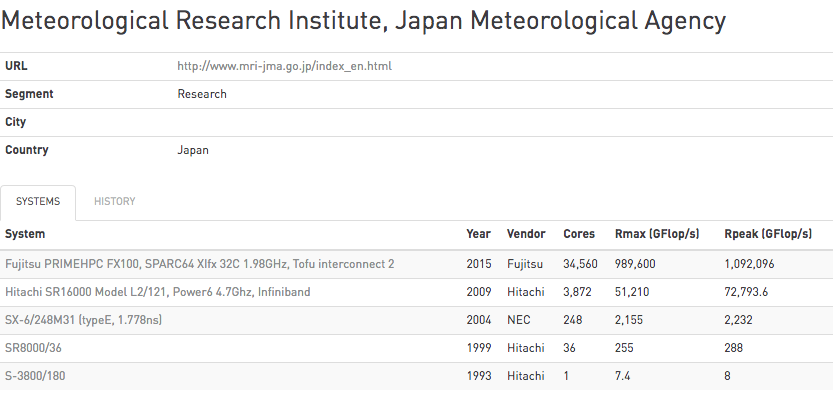 Meteorological Research Institute, Japan Meteorological Agency
URL http://www.mri-jma.go.jp/index_en.html
Segment Research
City
Country Japan
SYSTEMS HISTORY
System Year Vendor Cores Rmax (GFlop/s) Rpeak (GFlop/s)
Fujitsu PRIMEHPC FX100, SPARC64 XIfx 32C 1.98GHz, Tofu interconnect 2 2015 Fujitsu 34,560 989,600 1,092,096
Hitachi SR16000 Model L2/121, Power6 4.7Ghz, Infiniband 2009 Hitachi 3,872 51,210 72,793.6
SX-6/248M31 (typeE, 1.778ns) 2004 NEC 248 2,155 2,232
SR8000/36 1999 Hitachi 36 255 288
S-3800/180 1993 Hitachi 1 7.4 8